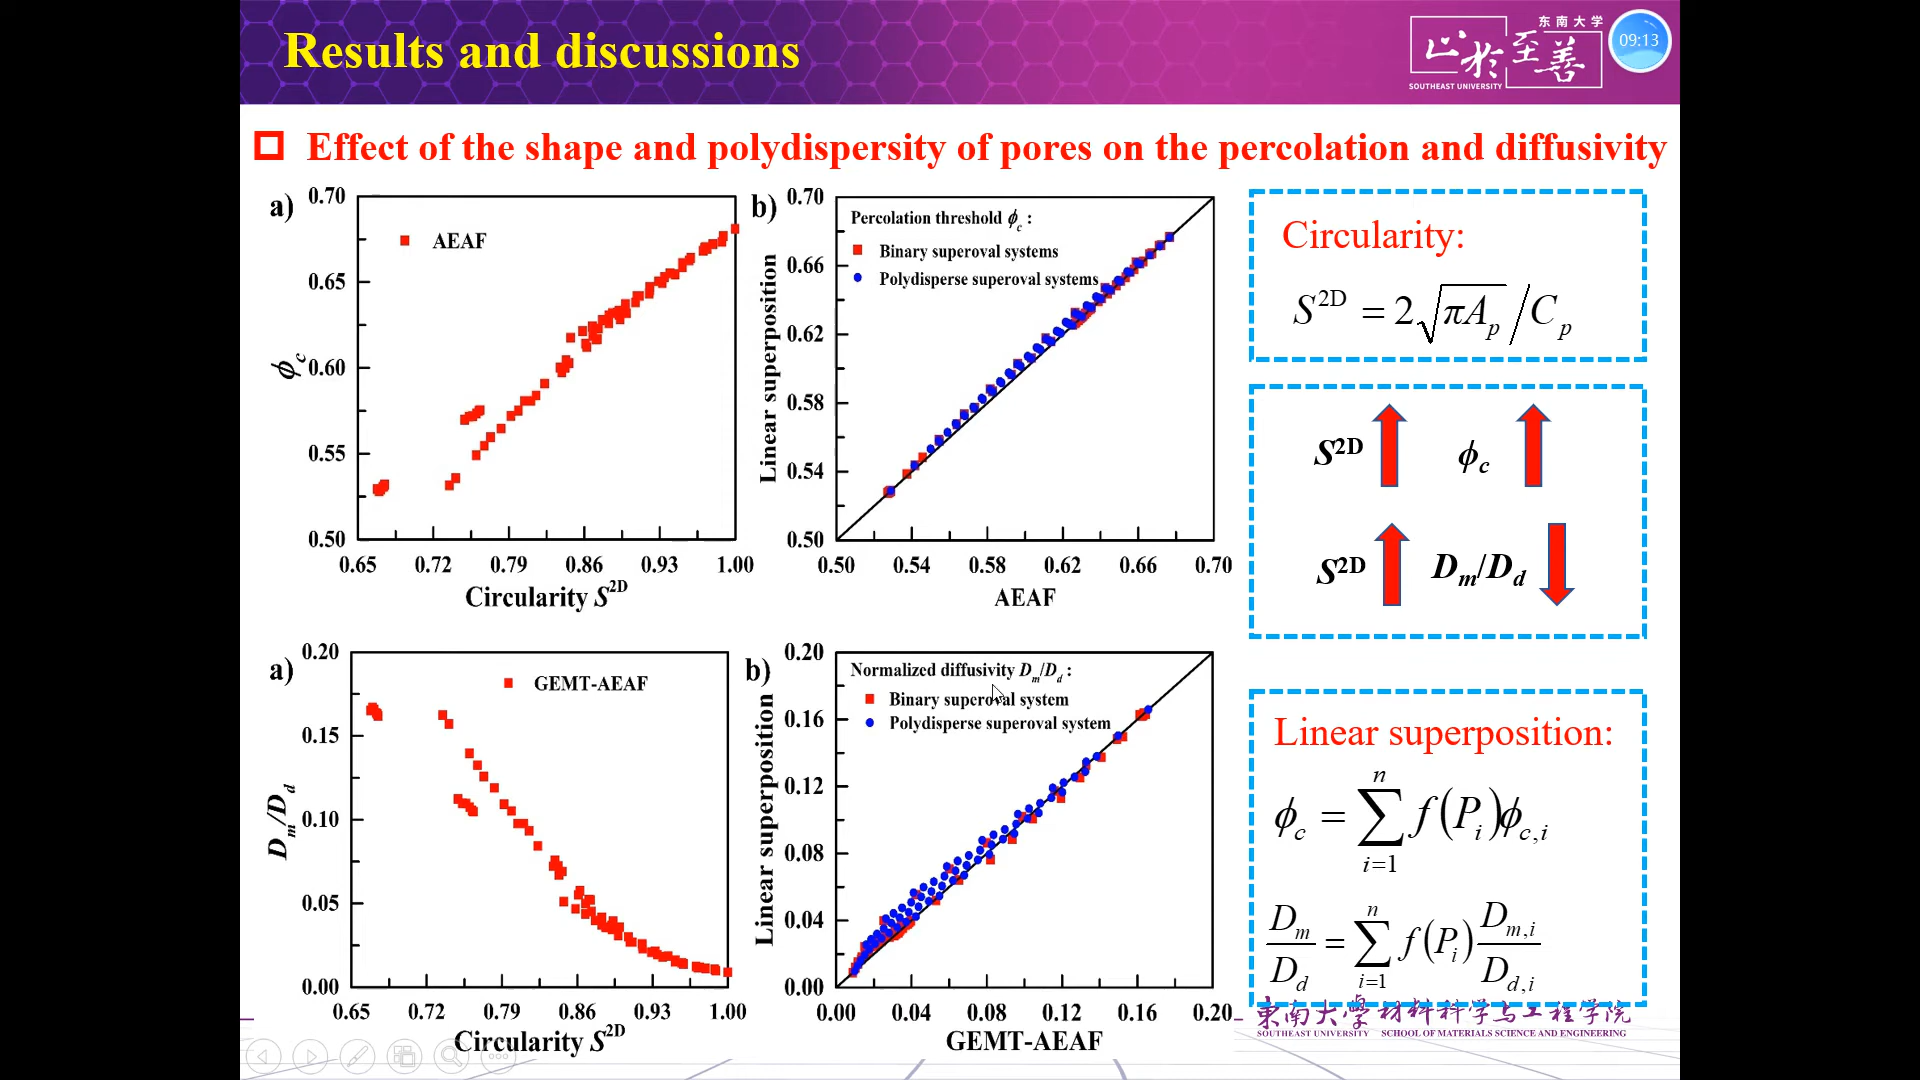 Results and discussions
东南大学
止於至善
SOUTHEAST UNIVERSITY
09:13
Effect of the shape and polydispersity of pores on the percolation and diffusivity
a)
0.70
0.65
0.60
0.55
0.50
ϕc
AEAF
0.65 0.72 0.79 0.86 0.93 1.00
Circularity S2D
b)
0.70
0.66
0.62
0.58
0.54
0.50
Linear superposition
Percolation threshold ϕc :
Binary superoval systems
Polydisperse superoval systems
0.50 0.54 0.58 0.62 0.66 0.70
AEAF
Circularity:
S2D = 2√πAp / Cp
S2D ϕc
S2D Dm/Dd
a)
0.20
0.15
0.10
0.05
0.00
Dm/Dd
GEMT-AEAF
0.65 0.72 0.79 0.86 0.93 1.00
Circularity S2D
b)
0.20
0.16
0.12
0.08
0.04
0.00
Linear superposition
Normalized diffusivity Dm/Dd :
Binary superoval system
Polydisperse superoval system
0.00 0.04 0.08 0.12 0.16 0.20
GEMT-AEAF
Linear superposition:
ϕc = ∑i=1n f(Pi)ϕc,i
Dm/Dd = ∑i=1n f(Pi) Dm,i/Dd,i
東南大學 材料科学与工程学院
SOUTHEAST UNIVERSITY SCHOOL OF MATERIALS SCIENCE AND ENGINEERING